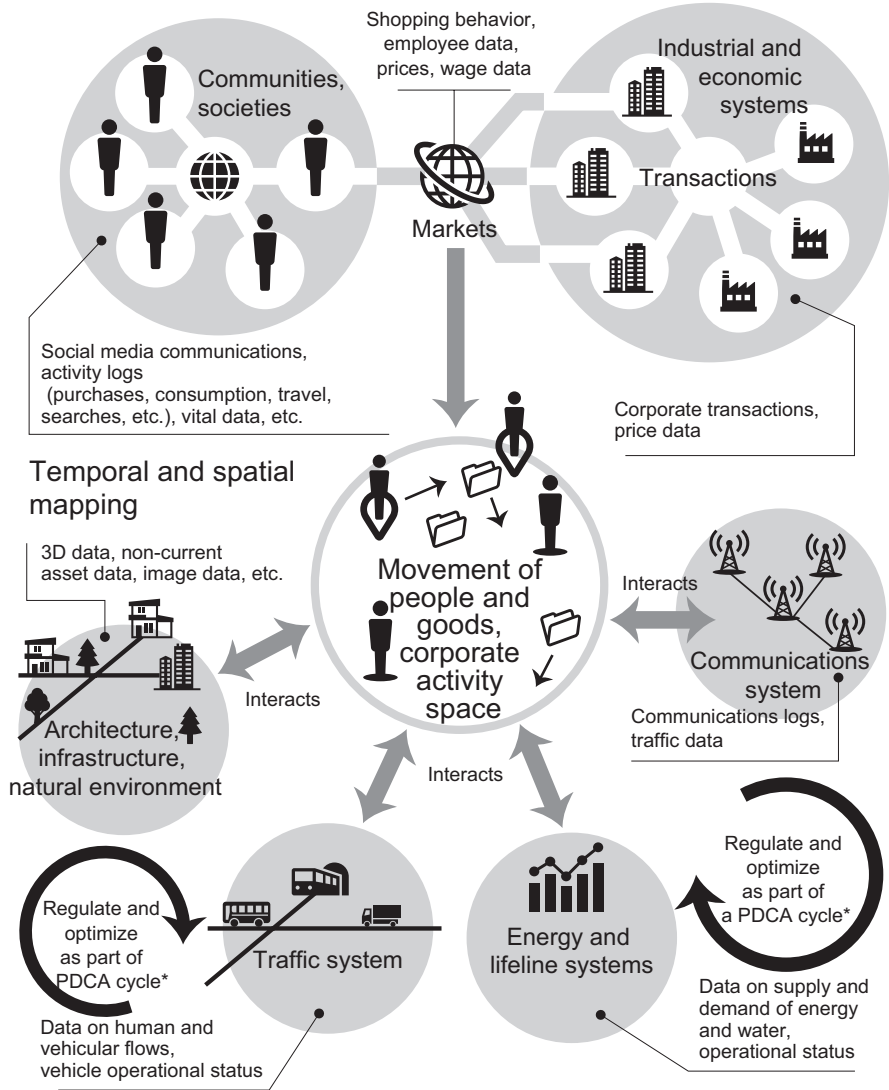 Shopping behavior,
employee data,
prices, wage data
Communities,
societies
Industrial and
economic
systems
Transactions
Markets
Social media communications,
activity logs
(purchases, consumption, travel,
searches, etc.), vital data, etc.
Corporate transactions,
price data
Temporal and spatial
mapping
3D data, non-current
asset data, image data, etc.
Movement of
people and
goods,
corporate
activity
space
Interacts
Communications
system
Interacts
Architecture,
infrastructure,
natural environment
Communications logs,
traffic data
Interacts
Regulate and
optimize
as part of
PDCA cycle*
Traffic system
Energy and
lifeline systems
Regulate and
optimize
as part of
a PDCA cycle*
Data on human and
vehicular flows,
vehicle operational status
Data on supply and
demand of energy
and water,
operational status